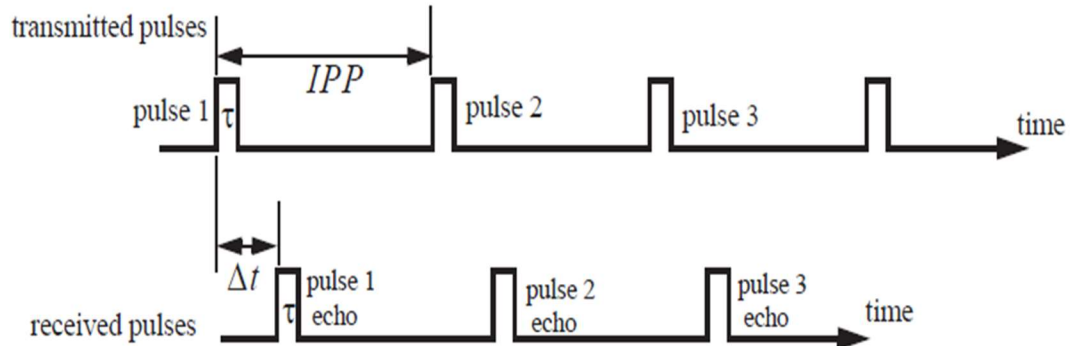 transmitted pulses
IPP
pulse 1 τ
pulse 2
pulse 3
time
Δt
pulse 1
echo
τ
pulse 2
echo
pulse 3
echo
time
received pulses